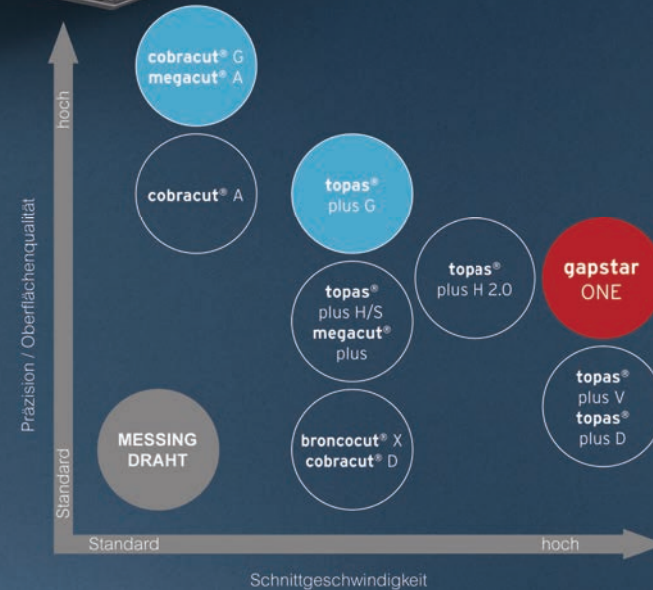 cobracut® G
megacut® A
cobracut® A
topas®
plus G
topas®
plus H/S
megacut®
plus
topas®
plus H 2.0
gapstar
ONE
topas®
plus V
topas®
plus D
MESSING
DRAHT
broncocut® X
cobracut® D
Präzision / Oberflächenqualität
hoch
Standard
Standard
hoch
Schnittgeschwindigkeit